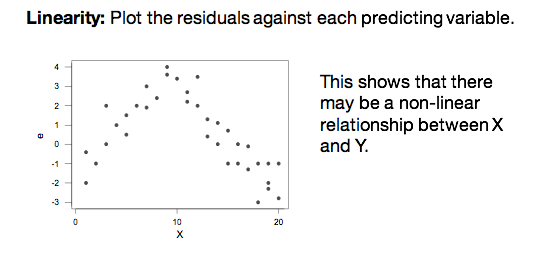 Linearity: Plot the residuals against each predicting variable.
4
3
2
1
0
-1
-2
-3
e
0 10 20
X
This shows that there
may be a non-linear
relationship between X
and Y.